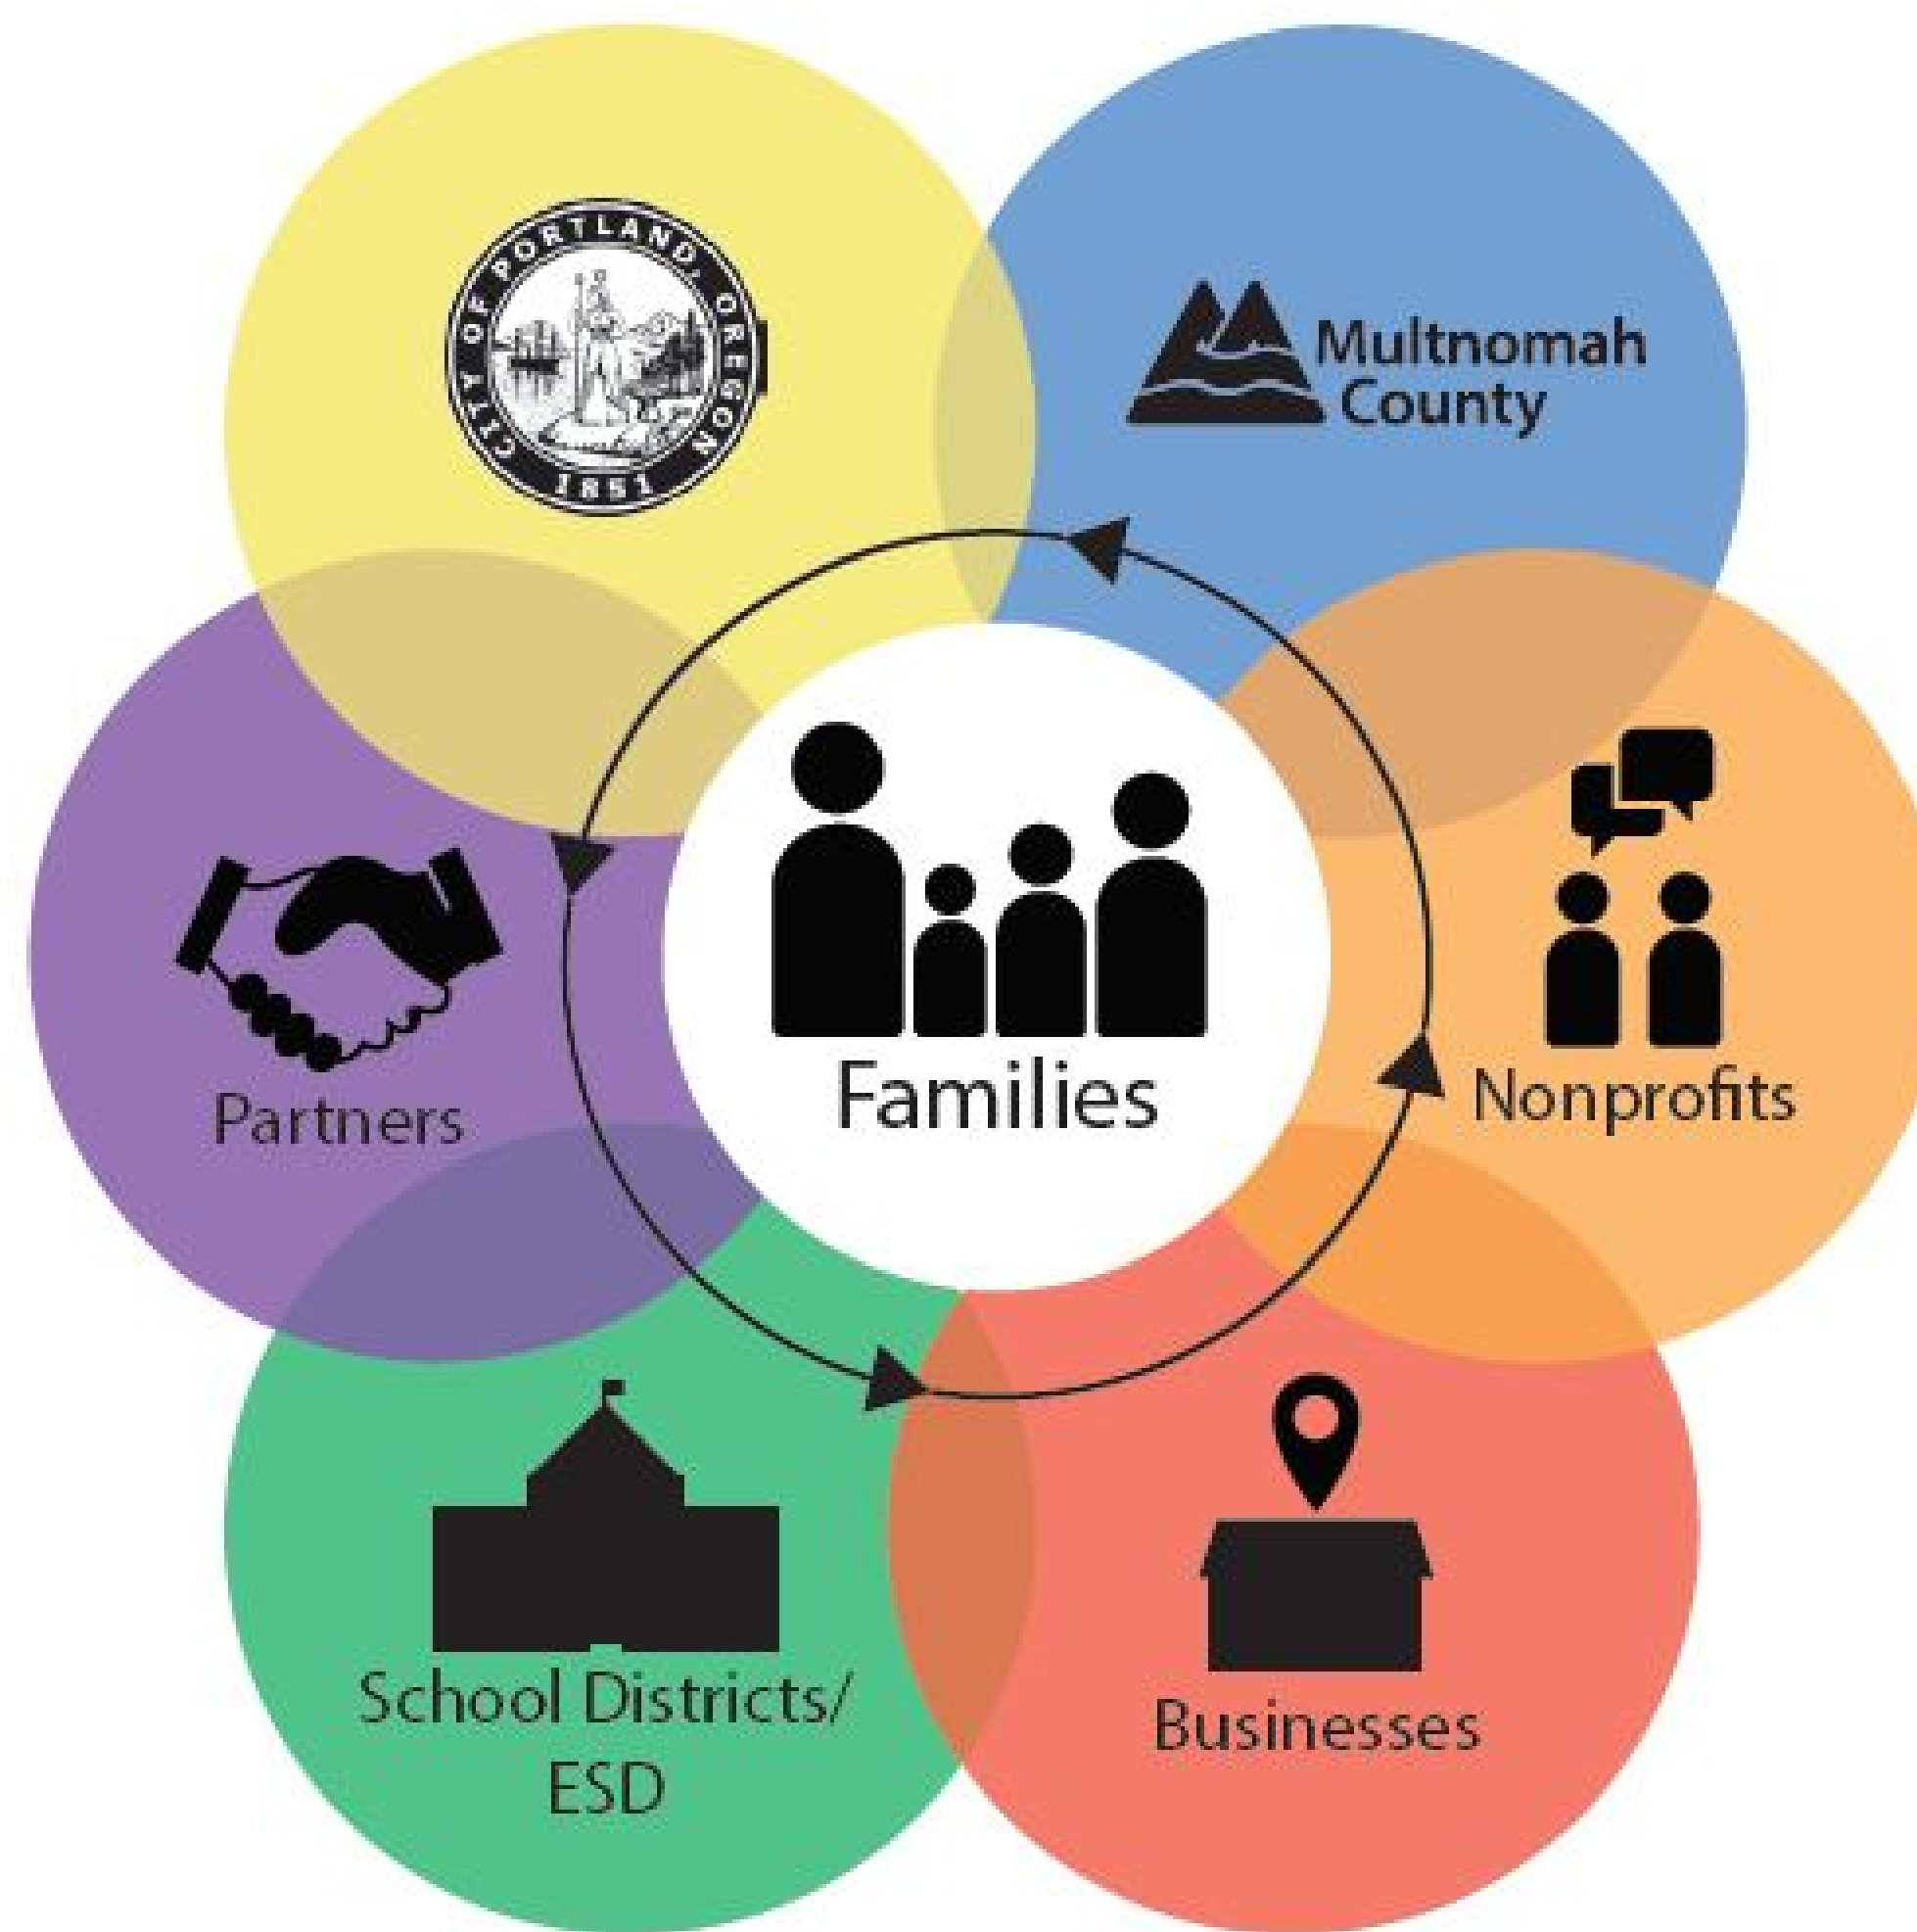 CITY OF PORTLAND, OREGON
1851
Multnomah
County
Partners
Families
Nonprofits
School Districts/
ESD
Businesses